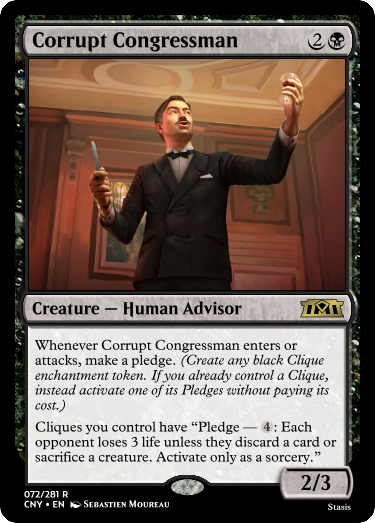 Corrupt Congressman 2
Creature — Human Advisor
Whenever Corrupt Congressman enters or
attacks, make a pledge. (Create any black Clique
enchantment token. If you already control a Clique,
instead activate one of its Pledges without paying its
cost.)
Cliques you control have “Pledge — 4: Each
opponent loses 3 life unless they discard a card or
sacrifice a creature. Activate only as a sorcery.”
2/3
072/281 R
CNY • EN Sebastien Moureau
Stasis